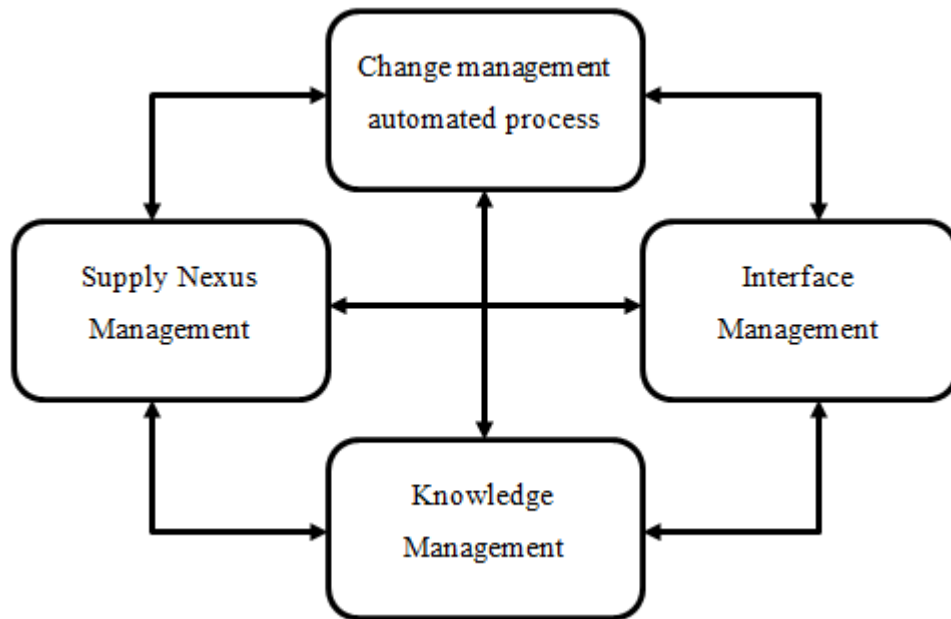 Change management
automated process
Supply Nexus
Management
Interface
Management
Knowledge
Management